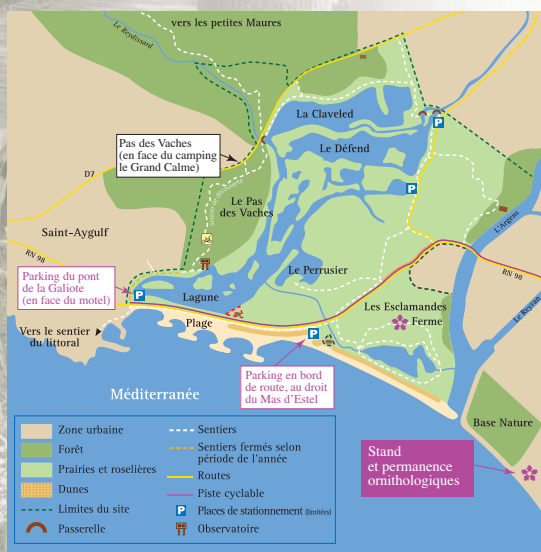 vers les petites Maures
Le Reydissard
La Claveled
P
Le Défend
Pas des Vaches
(en face du camping
le Grand Calme)
D7
P
Sentier de découverte
Le Pas
des Vaches
Saint-Aygulf
L'Argens
RN 98
Parking du pont
de la Galiote
(en face du motel)
P
Le Perrusier
RN 98
Lagune
Le Reyran
Les Esclamandes
Ferme
Plage
P
Vers le sentier
du littoral
Parking en bord
de route, au droit
du Mas d'Estel
Méditerranée
Base Nature
Stand
et permanence
ornithologiques
Zone urbaine
Forêt
Prairies et roselières
Dunes
Limites du site
Passerelle
Sentiers
Sentiers fermés selon
période de l'année
Routes
Piste cyclable
P Places de stationnement (limitées)
Observatoire